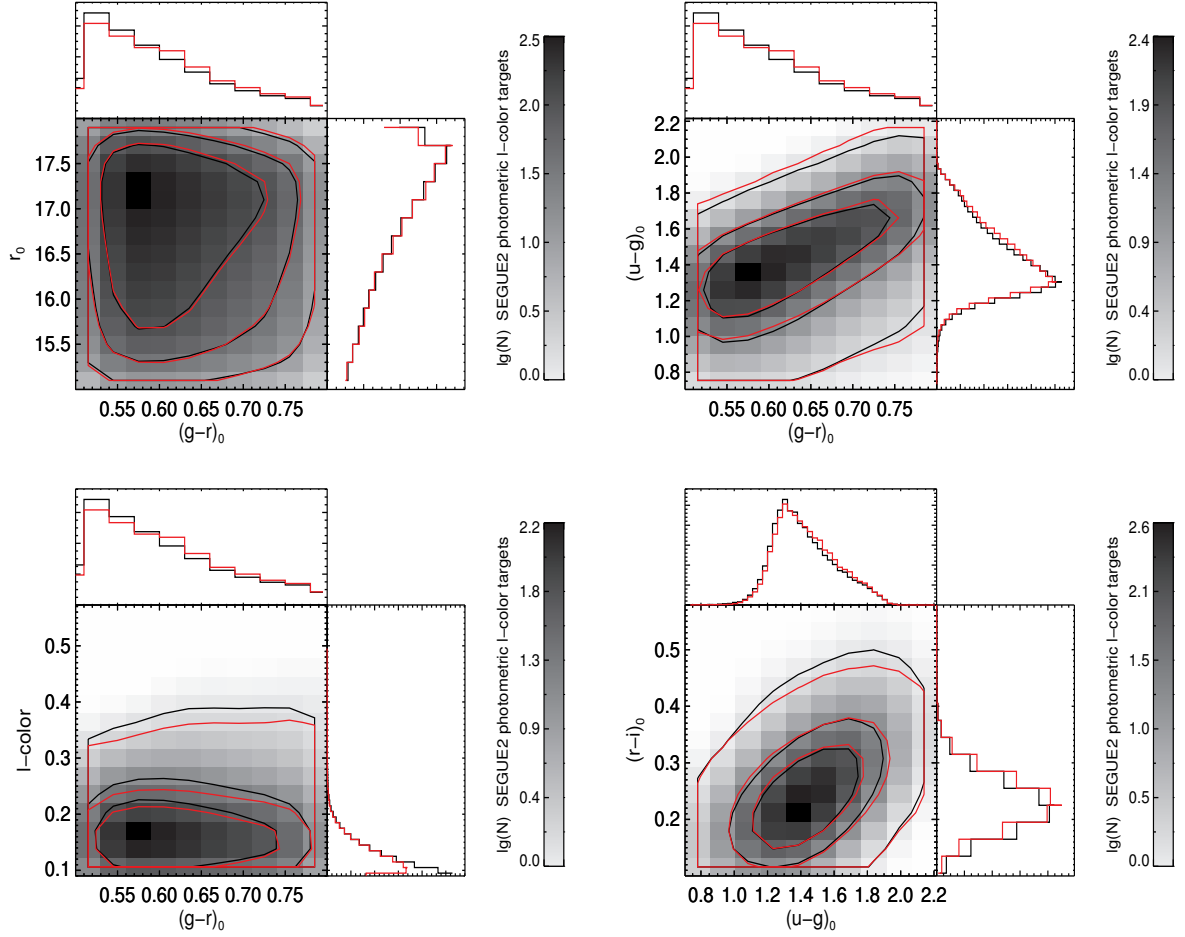 17.5
17.0
16.5
16.0
15.5
r₀
0.55 0.60 0.65 0.70 0.75
(g−r)₀
2.5
2.0
1.5
1.0
0.5
0.0
lg(N) SEGUE2 photometric l−color targets
2.2
2.0
1.8
1.6
1.4
1.2
1.0
0.8
(u−g)₀
0.55 0.60 0.65 0.70 0.75
(g−r)₀
2.4
1.9
1.4
0.9
0.4
0.0
lg(N) SEGUE2 photometric l−color targets
0.5
0.4
0.3
0.2
0.1
l−color
0.55 0.60 0.65 0.70 0.75
(g−r)₀
2.2
1.8
1.3
0.9
0.4
0.0
lg(N) SEGUE2 photometric l−color targets
0.5
0.4
0.3
0.2
(r−i)₀
0.8 1.0 1.2 1.4 1.6 1.8 2.0 2.2
(u−g)₀
2.6
2.1
1.6
1.0
0.5
0.0
lg(N) SEGUE2 photometric l−color targets